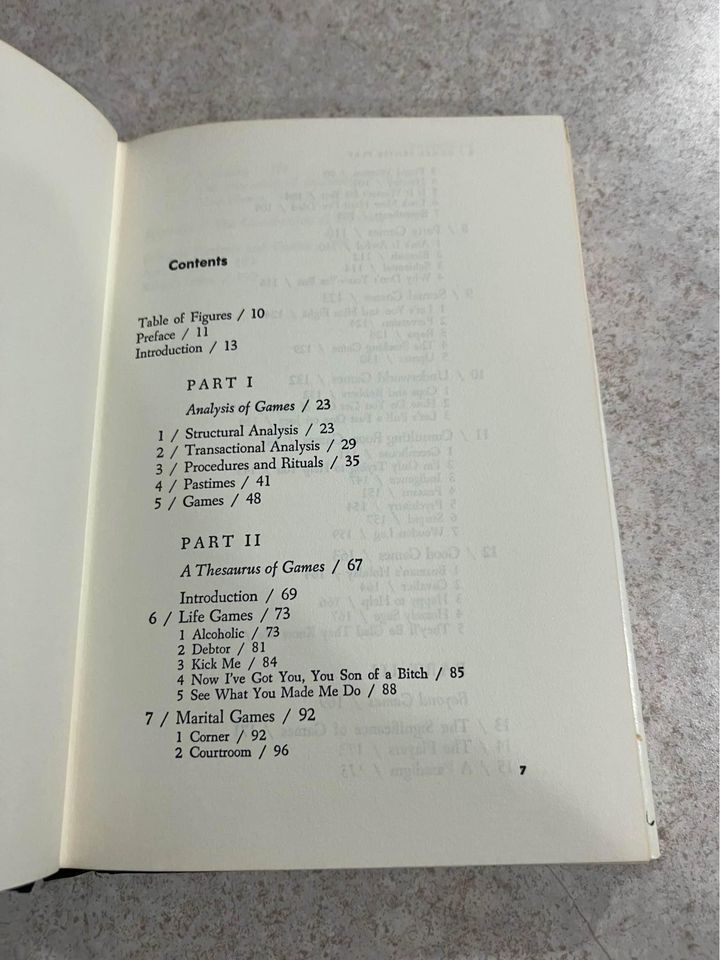 Contents
Table of Figures / 10
Preface / 11
Introduction / 13
PART I
Analysis of Games / 23
1 / Structural Analysis / 23
2 / Transactional Analysis / 29
3 / Procedures and Rituals / 35
4 / Pastimes / 41
5 / Games / 48
PART II
A Thesaurus of Games / 67
Introduction / 69
6 / Life Games / 73
1 Alcoholic / 73
2 Debtor / 81
3 Kick Me / 84
4 Now I've Got You, You Son of a Bitch / 85
5 See What You Made Me Do / 88
7 / Marital Games / 92
1 Corner / 92
2 Courtroom / 96
7